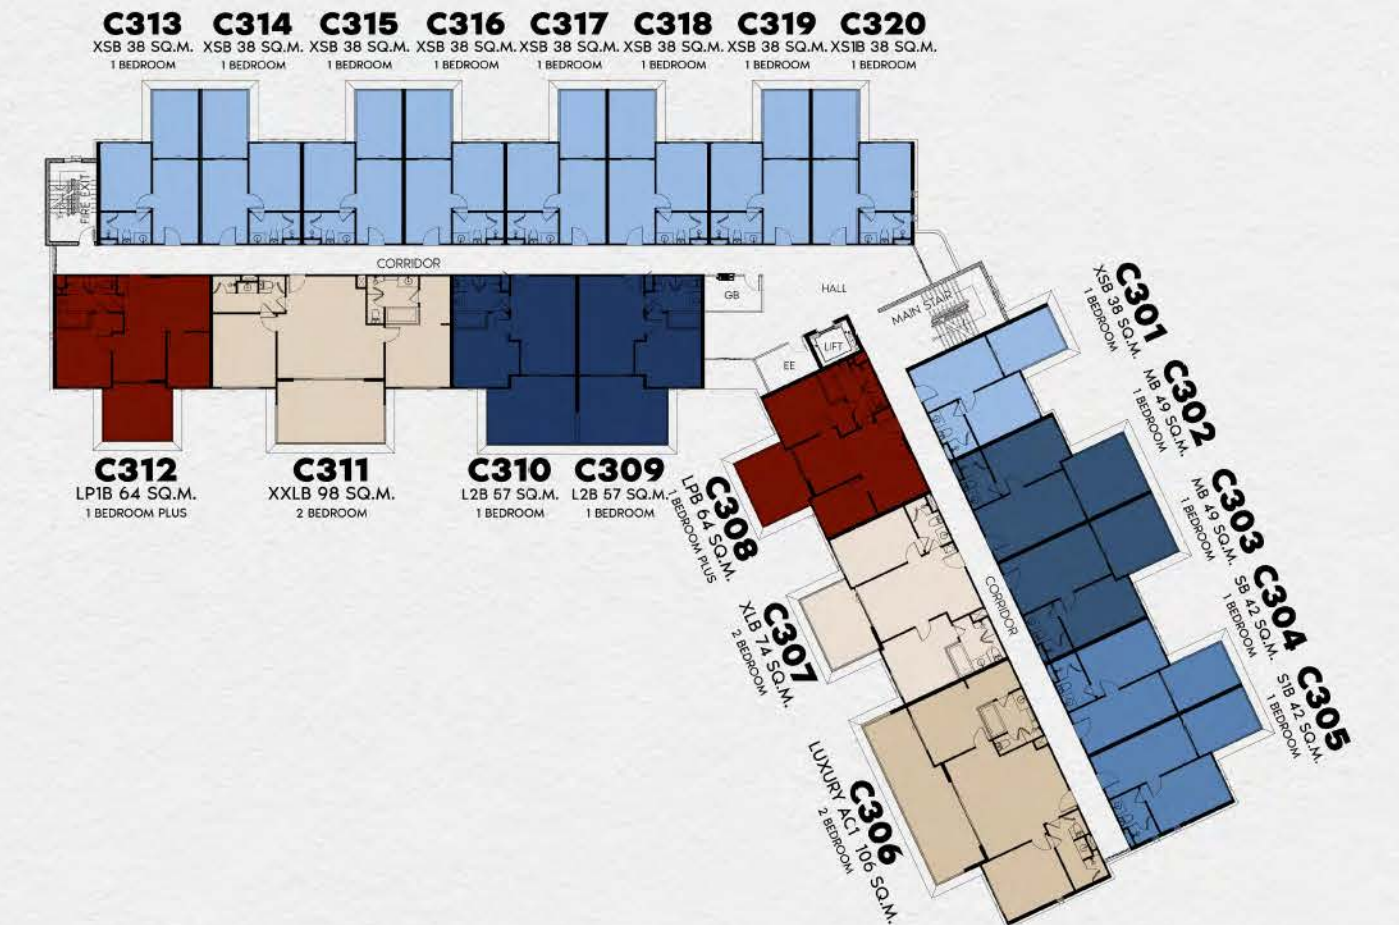 C313
XSB 38 SQ.M.
1 BEDROOM
C314
XSB 38 SQ.M.
1 BEDROOM
C315
XSB 38 SQ.M.
1 BEDROOM
C316
XSB 38 SQ.M.
1 BEDROOM
C317
XSB 38 SQ.M.
1 BEDROOM
C318
XSB 38 SQ.M.
1 BEDROOM
C319
XSB 38 SQ.M.
1 BEDROOM
C320
XS1B 38 SQ.M.
1 BEDROOM
FIRE EXIT
CORRIDOR
GB
HALL
MAIN STAIR
LIFT
EE
C312
LP1B 64 SQ.M.
1 BEDROOM PLUS
C311
XXLB 98 SQ.M.
2 BEDROOM
C310
L2B 57 SQ.M.
1 BEDROOM
C309
L2B 57 SQ.M.
1 BEDROOM
C301
XSB 38 SQ.M.
1 BEDROOM
C302
MB 49 SQ.M.
1 BEDROOM
C303
MB 49 SQ.M.
1 BEDROOM
C304
SB 42 SQ.M.
1 BEDROOM
C305
S1B 42 SQ.M.
1 BEDROOM
C308
LPB 64 SQ.M.
1 BEDROOM PLUS
CORRIDOR
C307
XLB 74 SQ.M.
2 BEDROOM
C306
LUXURY AC1 106 SQ.M.
2 BEDROOM